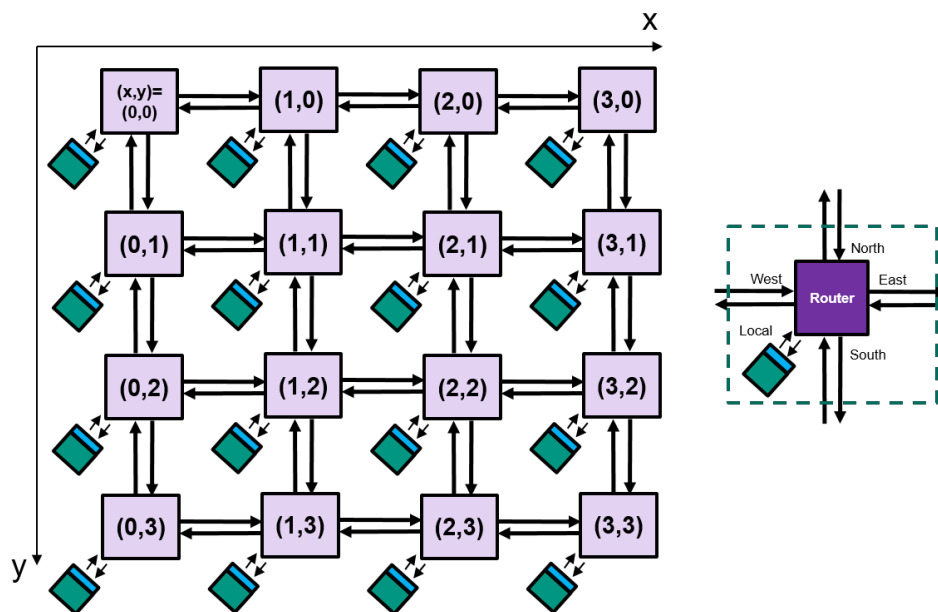 x
(x,y)=
(0,0)
(1,0)
(2,0)
(3,0)
(0,1)
(1,1)
(2,1)
(3,1)
(0,2)
(1,2)
(2,2)
(3,2)
(0,3)
(1,3)
(2,3)
(3,3)
y
North
West
East
Router
Local
South